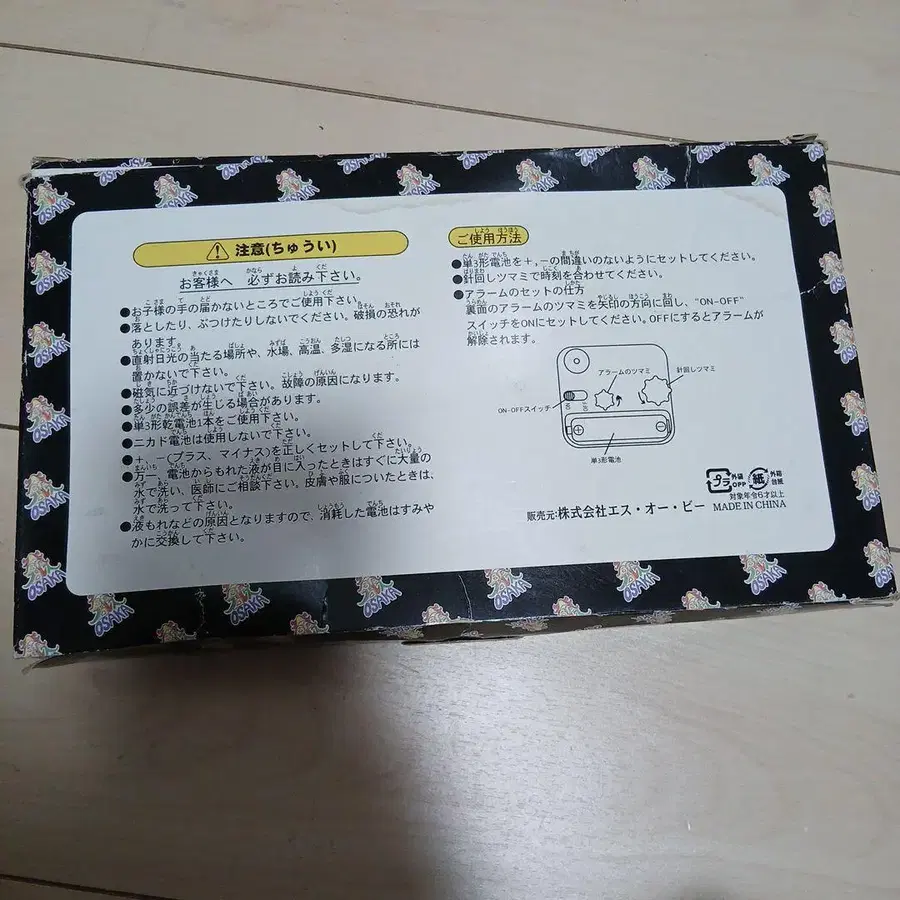 注意(ちゅうい)
お客様へ 必ずお読み下さい。
●お子様の手の届かないところでご使用下さい。
●落としたり、ぶつけたりしないでください。破損の恐れが
あります。
●直射日光の当たる場所や、水場、高温、多湿になる所には
置かないで下さい。
●磁気に近づけないで下さい。故障の原因になります。
●多少の誤差が生じる場合があります。
●単3形乾電池1本をご使用ください。
●ニカド電池は使用しないで下さい。
●+、-(プラス、マイナス)を正しくセットして下さい。
●万一、電池からもれた液が目に入ったときはすぐに大量の
水で洗い、医師にご相談下さい。皮膚や服についたときは、
水で洗って下さい。
●液もれなどの原因となりますので、消耗した電池はすみや
かに交換して下さい。
ご使用方法
●単3形電池を+,-の間違いのないようにセットしてください。
●針回しツマミで時刻を合わせてください。
●アラームのセットの仕方
裏面のアラームのツマミを矢印の方向に回し、"ON-OFF"
スイッチをONにセットしてください。OFFにするとアラームが
解除されます。
アラームのツマミ
針回しツマミ
ON-OFFスイッチ
単3形電池
プラ
外袋
OPP
紙
外箱
台紙
対象年令6才以上
販売元:株式会社エス・オー・ピー MADE IN CHINA
OSAKA